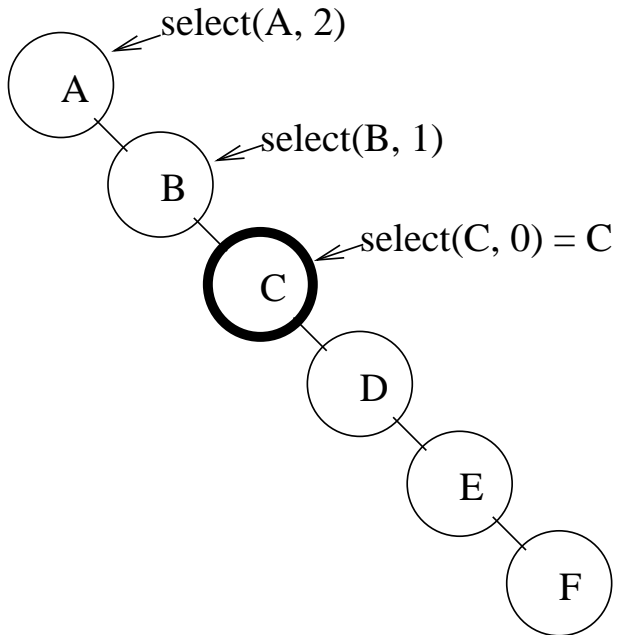 select(A, 2)
A
select(B, 1)
B
select(C, 0) = C
C
D
E
F